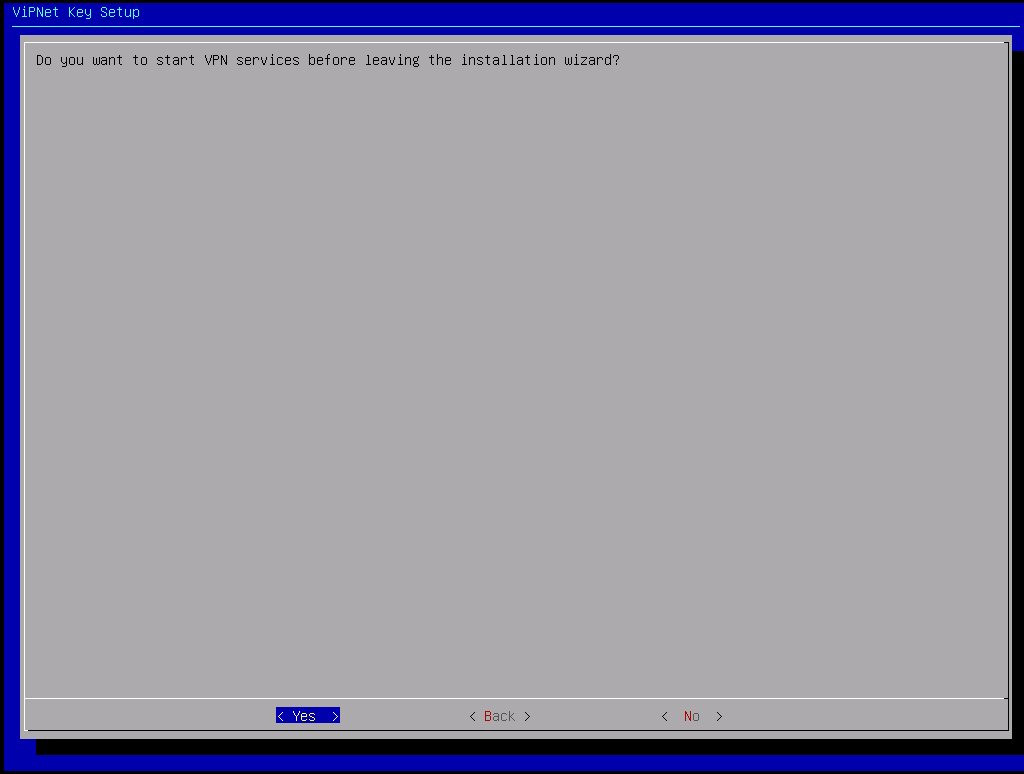 ViPNet Key Setup
Do you want to start VPN services before leaving the installation wizard?
< Yes > < Back > < No >